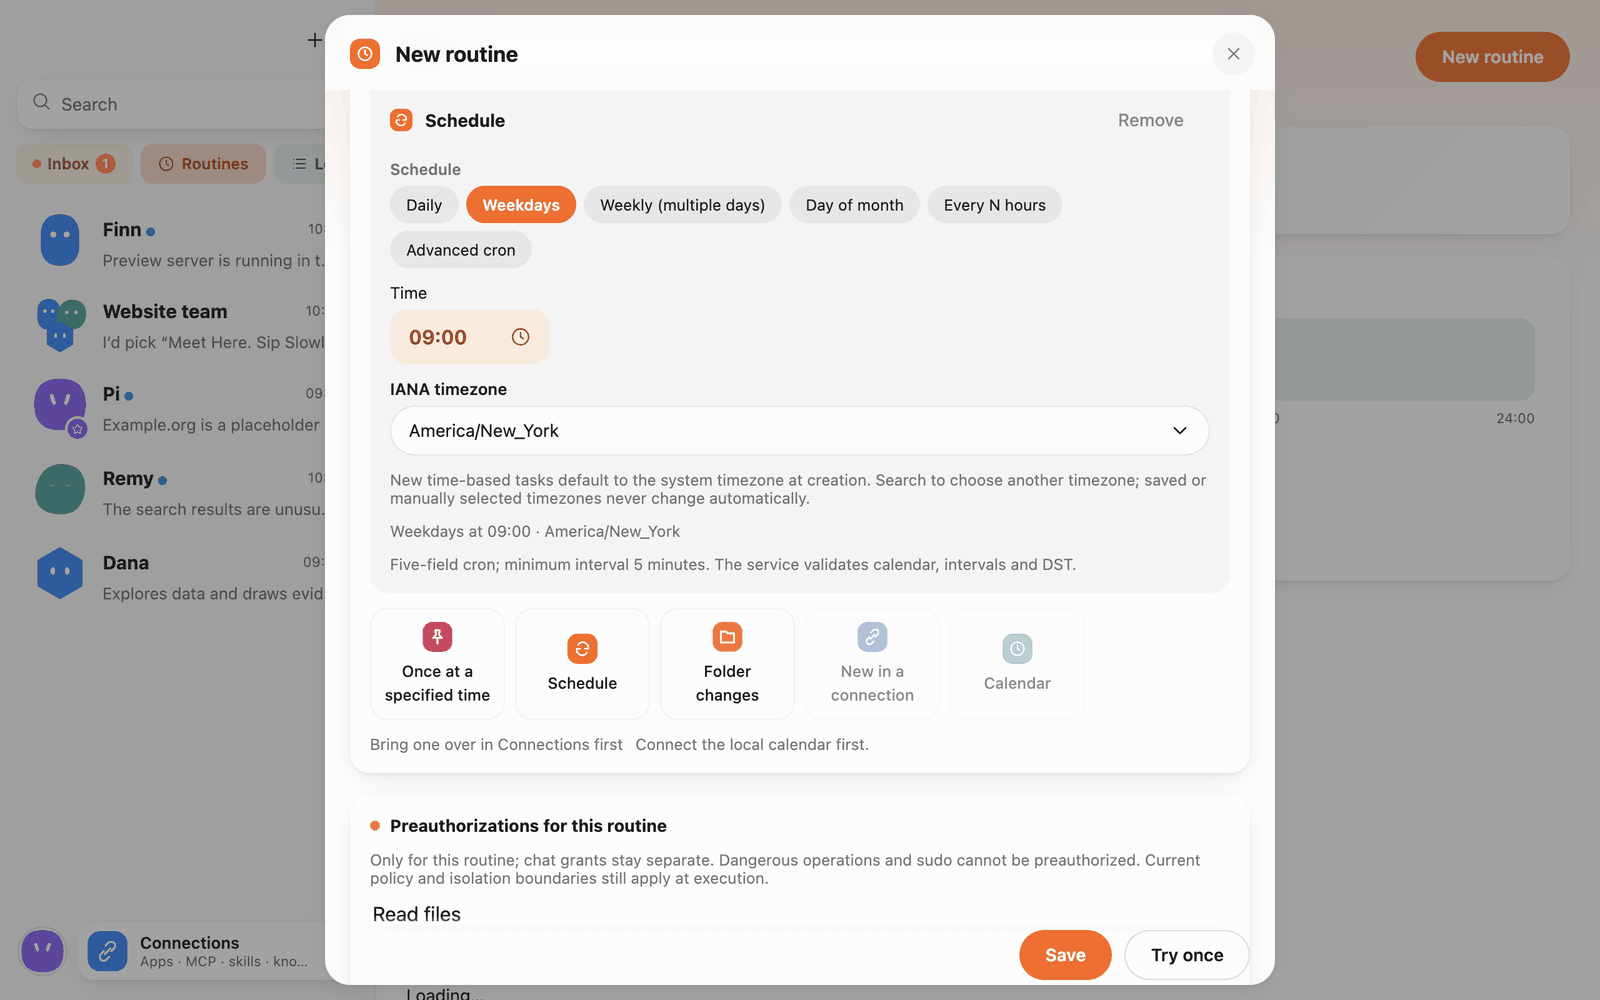 New routine
New routine
Search
Inbox 1
Routines
Schedule
Remove
Schedule
Daily
Weekdays
Weekly (multiple days)
Day of month
Every N hours
Advanced cron
Time
09:00
IANA timezone
America/New_York
New time-based tasks default to the system timezone at creation. Search to choose another timezone; saved or
manually selected timezones never change automatically.
Weekdays at 09:00 · America/New_York
Five-field cron; minimum interval 5 minutes. The service validates calendar, intervals and DST.
Once at a
specified time
Schedule
Folder
changes
New in a
connection
Calendar
Bring one over in Connections first Connect the local calendar first.
Preauthorizations for this routine
Only for this routine; chat grants stay separate. Dangerous operations and sudo cannot be preauthorized. Current
policy and isolation boundaries still apply at execution.
Read files
Save
Try once
Finn
10:
Preview server is running in t...
Website team
10:
I'd pick “Meet Here. Sip Slowl
Pi
09:
Example.org is a placeholder
Remy
10:
The search results are unusu...
Dana
09:
Explores data and draws evid
Connections
Apps · MCP · skills · kno...
24:00
Loading...